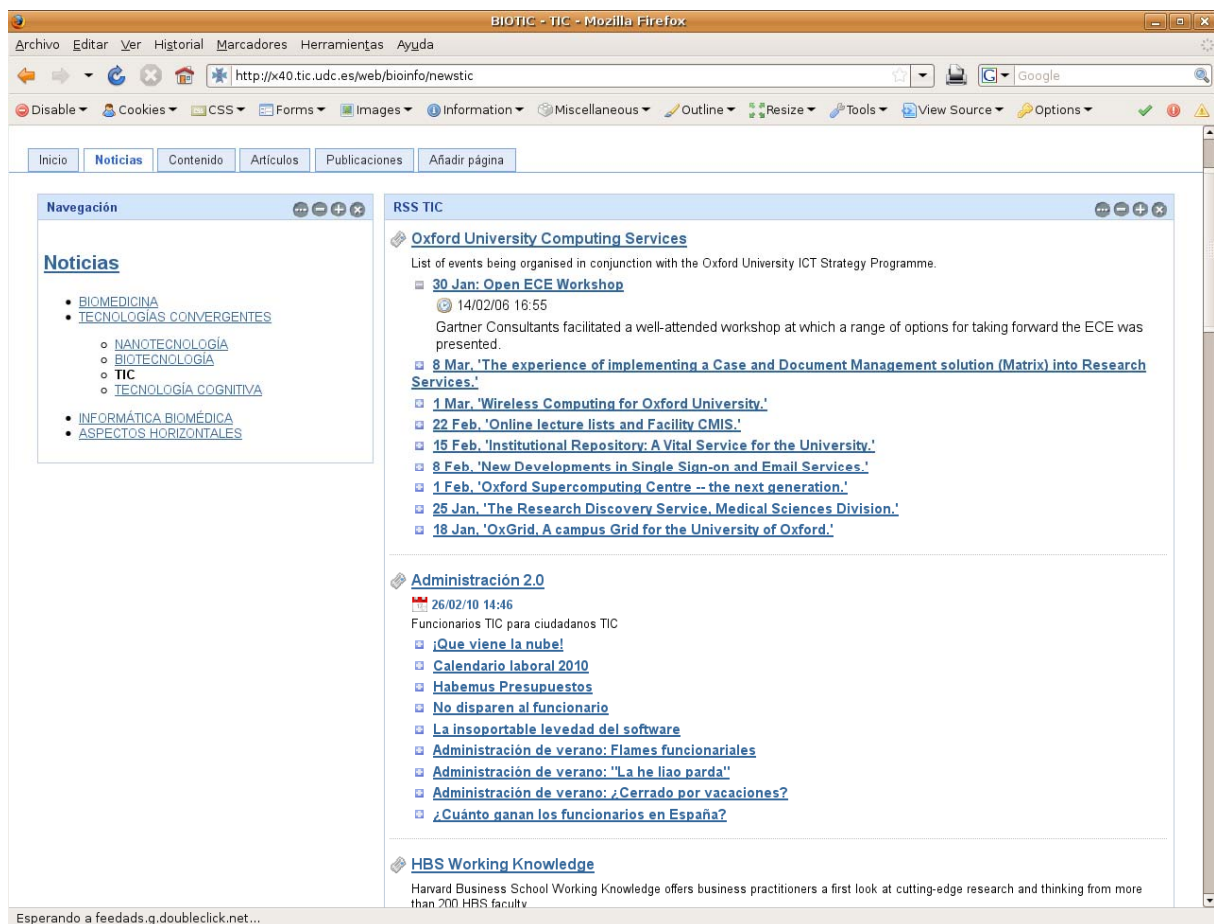 BIOTIC - TIC - Mozilla Firefox
Archivo Editar Ver Historial Marcadores Herramientas Ayuda
http://x40.tic.udc.es/web/bioinfo/newstic
G Google
Disable Cookies CSS Forms Images Information Miscellaneous Outline Resize Tools View Source Options
Inicio Noticias Contenido Artículos Publicaciones Añadir página
Navegación
Noticias
BIOMEDICINA
TECNOLOGÍAS CONVERGENTES
NANOTECNOLOGÍA
BIOTECNOLOGÍA
TIC
TECNOLOGÍA COGNITIVA
INFORMÁTICA BIOMÉDICA
ASPECTOS HORIZONTALES
RSS TIC
Oxford University Computing Services
List of events being organised in conjunction with the Oxford University ICT Strategy Programme.
30 Jan: Open ECE Workshop
14/02/06 16:55
Gartner Consultants facilitated a well-attended workshop at which a range of options for taking forward the ECE was
presented.
8 Mar, 'The experience of implementing a Case and Document Management solution (Matrix) into Research
Services.'
1 Mar, 'Wireless Computing for Oxford University.'
22 Feb, 'Online lecture lists and Facility CMIS.'
15 Feb, 'Institutional Repository: A Vital Service for the University.'
8 Feb, 'New Developments in Single Sign-on and Email Services.'
1 Feb, 'Oxford Supercomputing Centre -- the next generation.'
25 Jan, 'The Research Discovery Service, Medical Sciences Division.'
18 Jan, 'OxGrid, A campus Grid for the University of Oxford.'
Administración 2.0
26/02/10 14:46
Funcionarios TIC para ciudadanos TIC
¡Que viene la nube!
Calendario laboral 2010
Habemus Presupuestos
No disparen al funcionario
La insoportable levedad del software
Administración de verano: Flames funcionariales
Administración de verano: "La he liao parda"
Administración de verano: ¿Cerrado por vacaciones?
¿Cuánto ganan los funcionarios en España?
HBS Working Knowledge
Harvard Business School Working Knowledge offers business practitioners a first look at cutting-edge research and thinking from more
than 200 HBS faculty
Esperando a feedads.g.doubleclick.net...